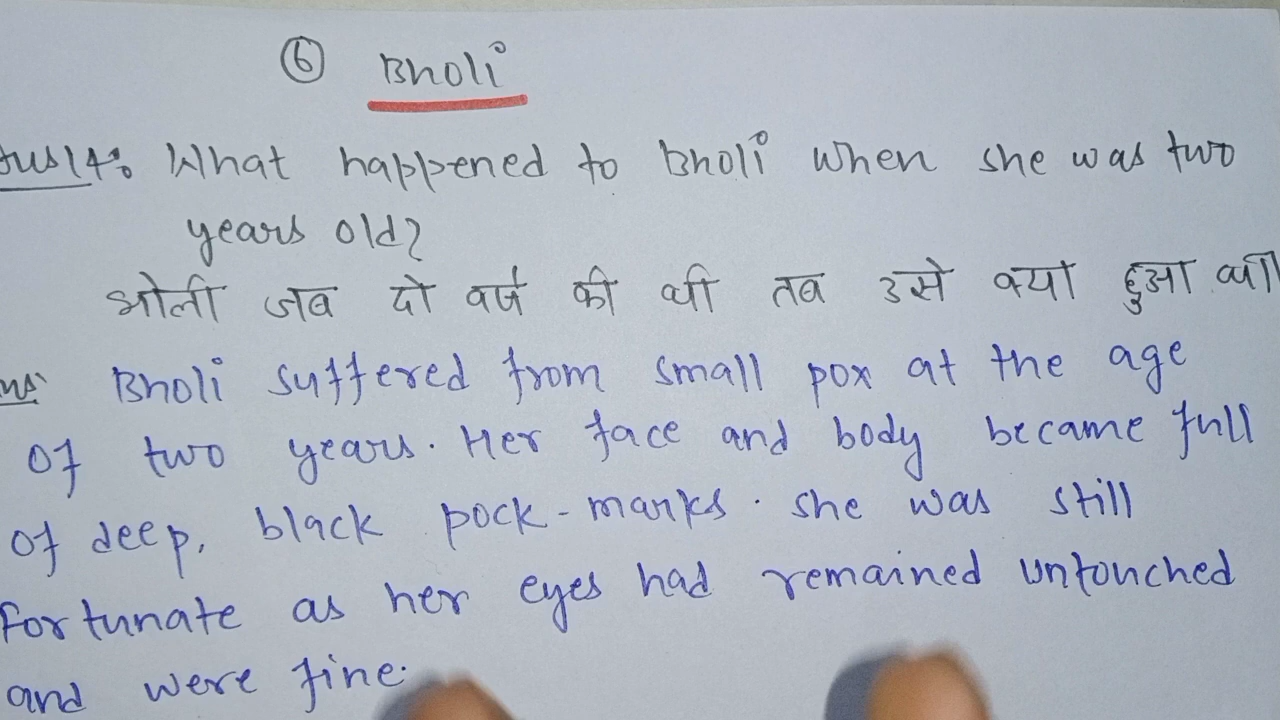 ⑥ Bholi
Ques14: What happened to Bholi when she was two
years old?
भोली जब दो वर्ष की थी तब उसे क्या हुआ था
Ans: Bholi suffered from small pox at the age
of two years. Her face and body became full
of deep, black pock-marks. she was still
fortunate as her eyes had remained untouched
and were fine.